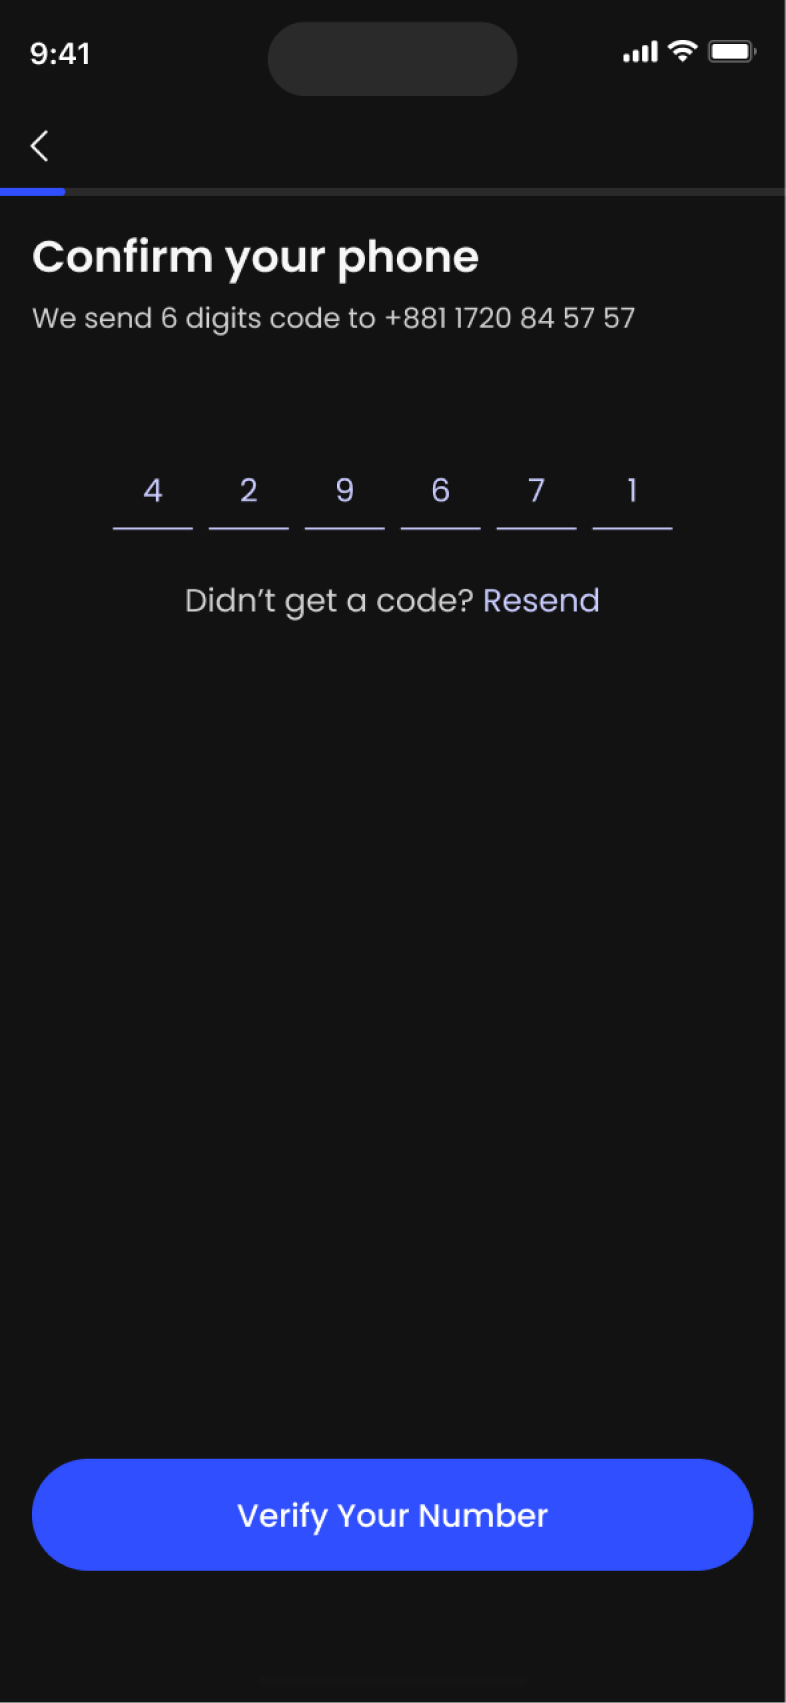 9:41
Confirm your phone
We send 6 digits code to +881 1720 84 57 57
4 2 9 6 7 1
Didn’t get a code? Resend
Verify Your Number